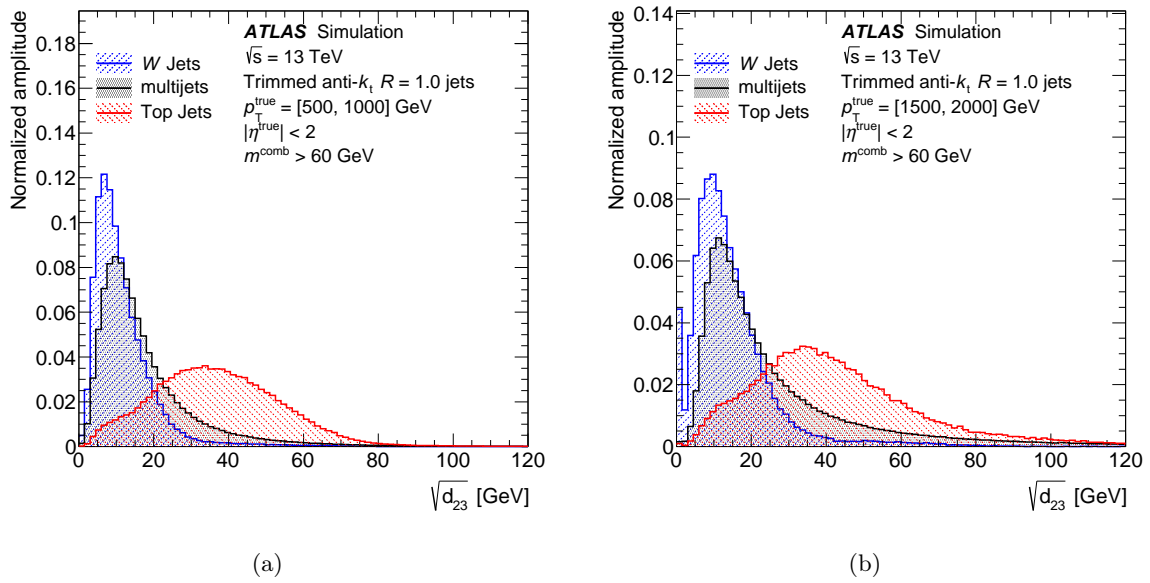 Normalized amplitude
0.18
0.16
0.14
0.12
0.1
0.08
0.06
0.04
0.02
0
ATLAS Simulation
√s = 13 TeV
Trimmed anti-kt R = 1.0 jets
pTtrue = [500, 1000] GeV
|ηtrue| < 2
mcomb > 60 GeV
W Jets
multijets
Top Jets
0 20 40 60 80 100 120
√d23 [GeV]
(a)
Normalized amplitude
0.14
0.12
0.1
0.08
0.06
0.04
0.02
0
ATLAS Simulation
√s = 13 TeV
Trimmed anti-kt R = 1.0 jets
pTtrue = [1500, 2000] GeV
|ηtrue| < 2
mcomb > 60 GeV
W Jets
multijets
Top Jets
0 20 40 60 80 100 120
√d23 [GeV]
(b)